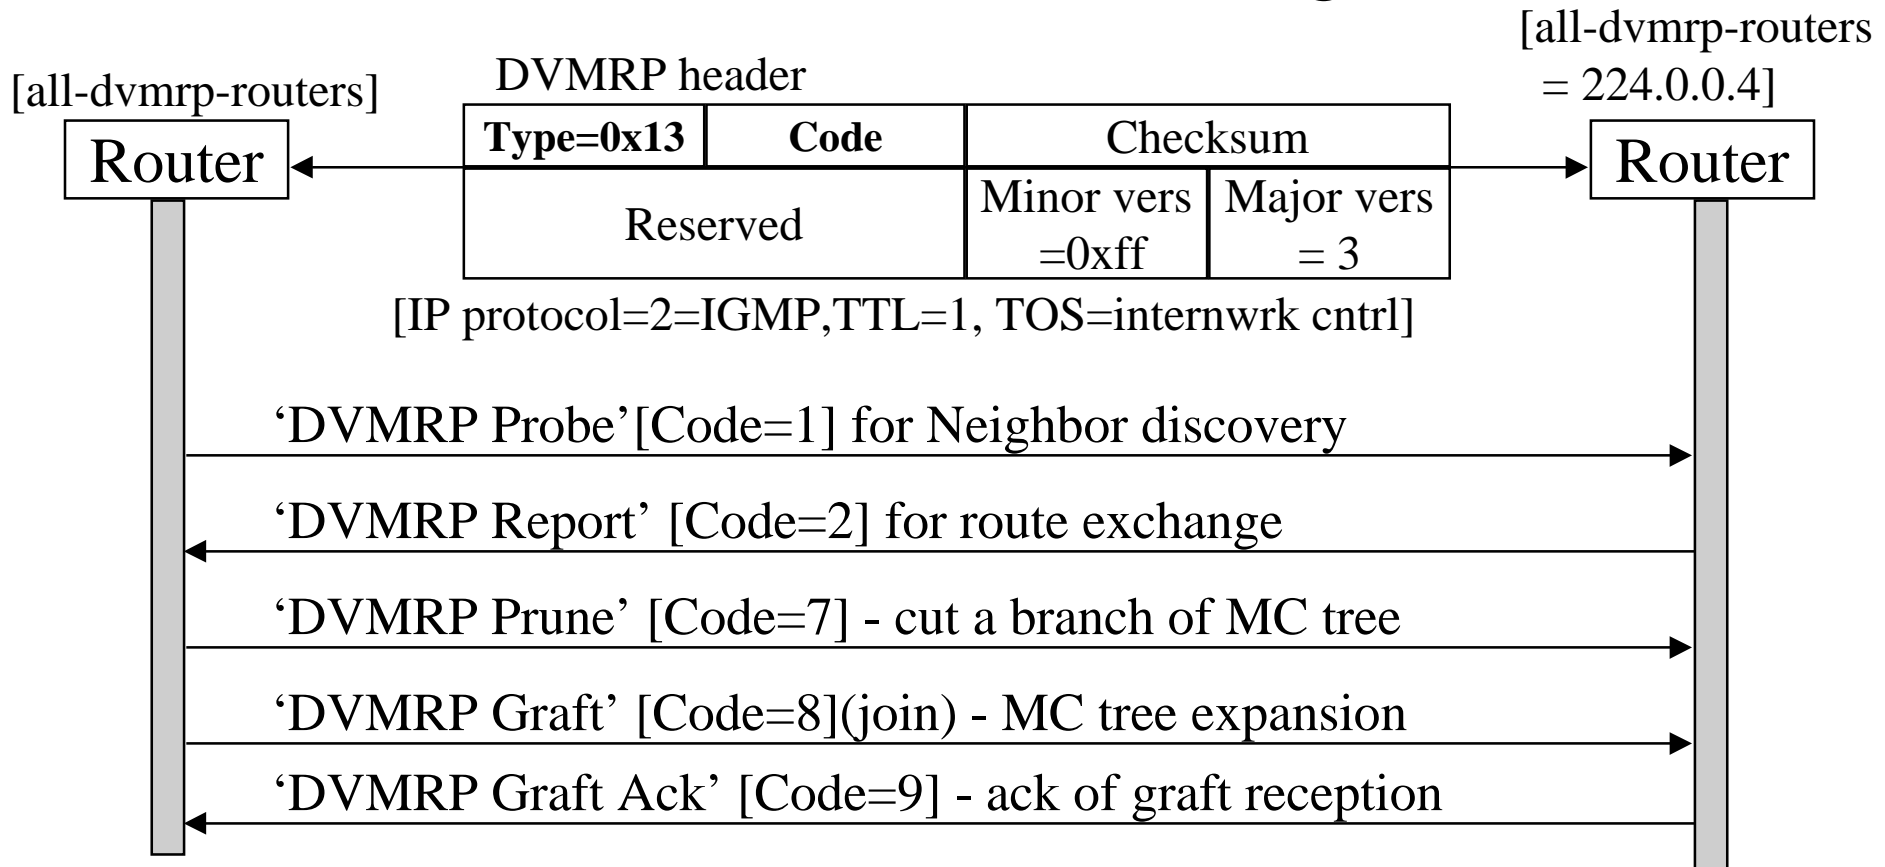 [all-dvmrp-routers
= 224.0.0.4]
[all-dvmrp-routers]
DVMRP header
Router
Type=0x13 Code Checksum
Router
Reserved
Minor vers
=0xff
Major vers
= 3
[IP protocol=2=IGMP,TTL=1, TOS=internwrk cntrl]
‘DVMRP Probe’[Code=1] for Neighbor discovery
‘DVMRP Report’ [Code=2] for route exchange
‘DVMRP Prune’ [Code=7] - cut a branch of MC tree
‘DVMRP Graft’ [Code=8](join) - MC tree expansion
‘DVMRP Graft Ack’ [Code=9] - ack of graft reception